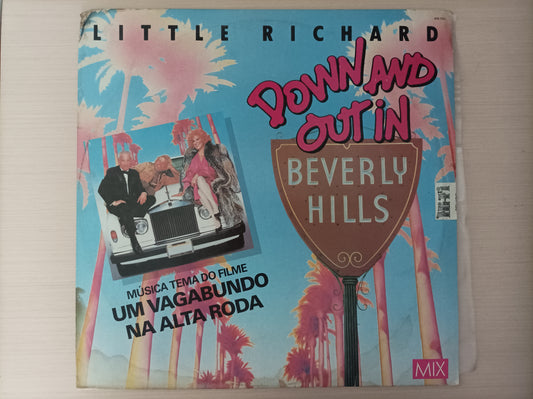 LITTLE RICHARD
DOWN AND
OUT IN
BEVERLY
HILLS
MÚSICA TEMA DO FILME
UM VAGABUNDO
NA ALTA RODA
MIX